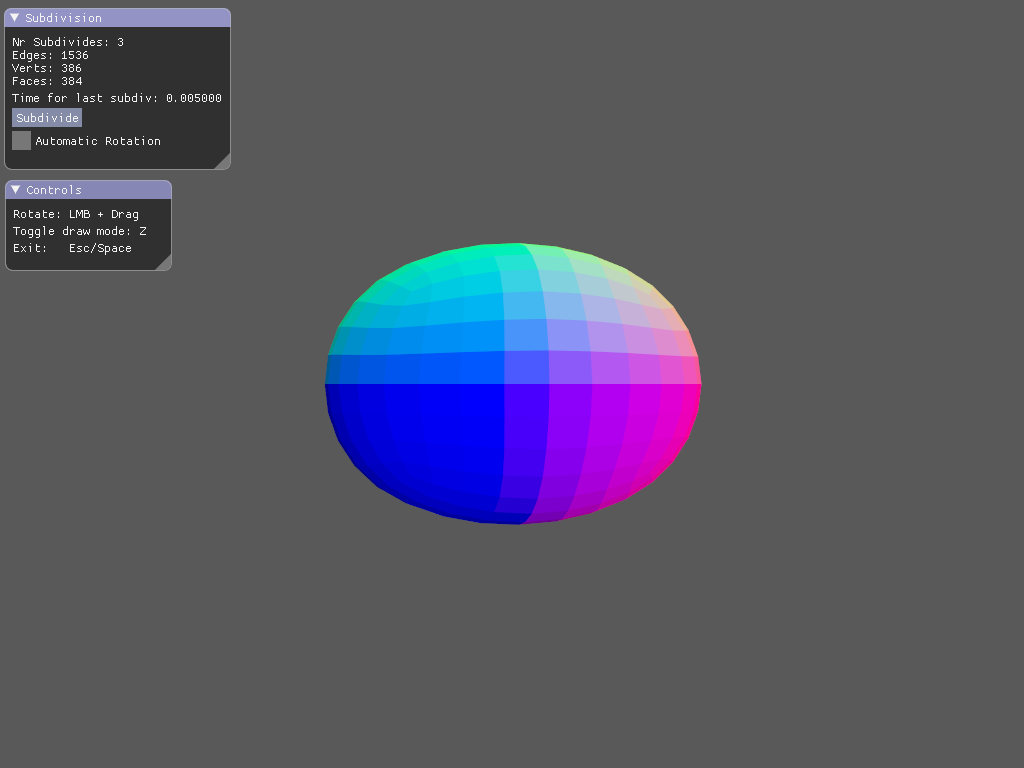 Subdivision
Nr Subdivides: 3
Edges: 1536
Verts: 386
Faces: 384
Time for last subdiv: 0.005000
Subdivide
Automatic Rotation
Controls
Rotate: LMB + Drag
Toggle draw mode: Z
Exit:   Esc/Space